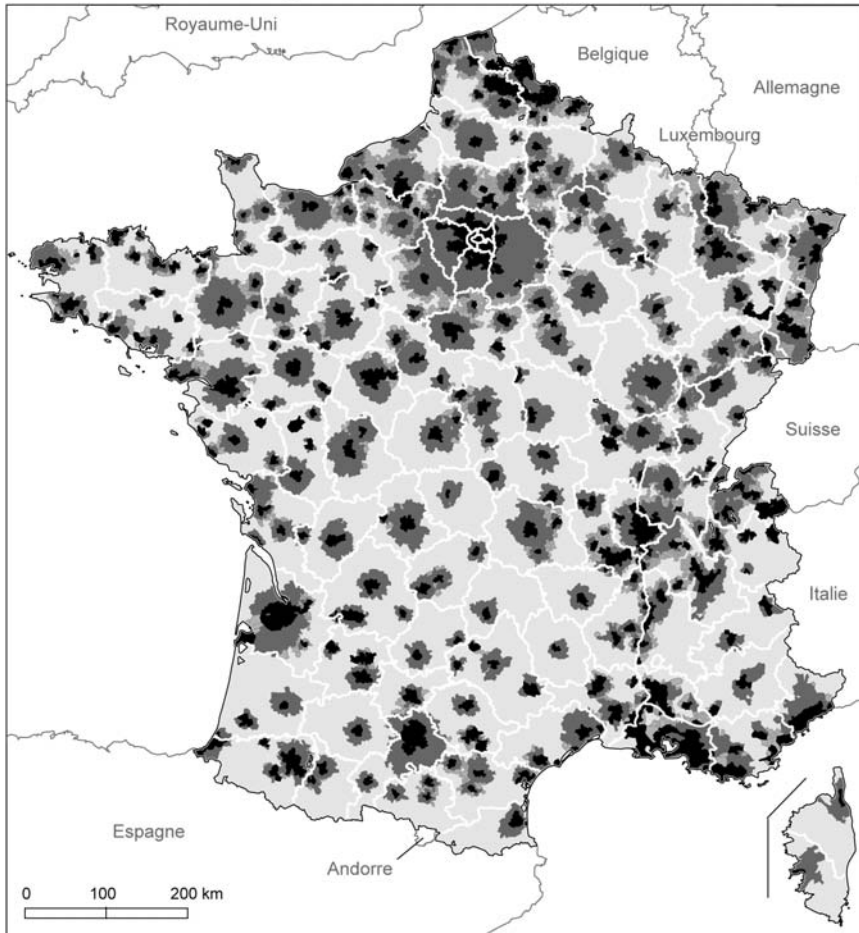 Royaume-Uni
Belgique
Allemagne
Luxembourg
Suisse
Italie
Espagne
Andorre
0 100 200 km